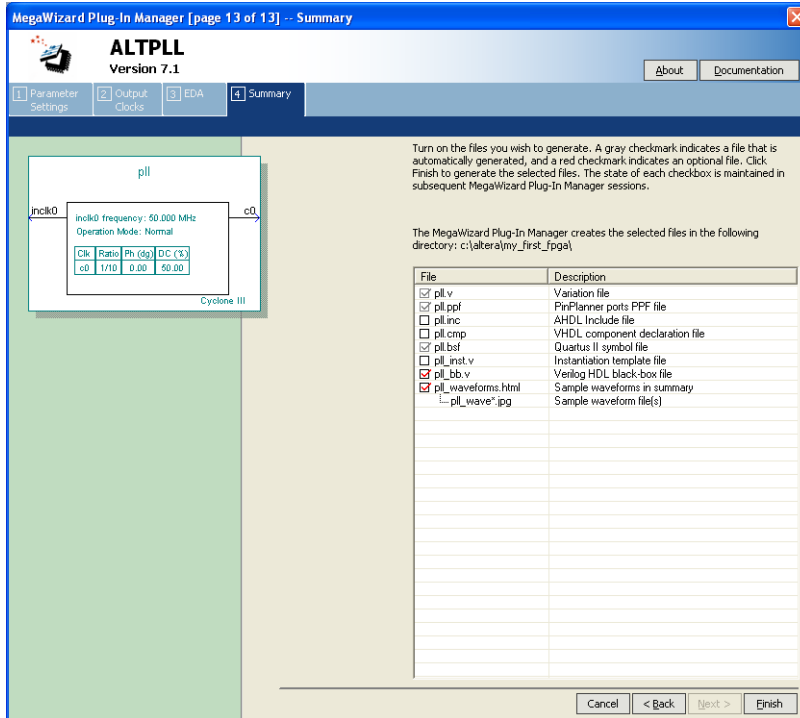 MegaWizard Plug-In Manager [page 13 of 13] -- Summary
ALTPLL
Version 7.1
About
Documentation
1 Parameter Settings
2 Output Clocks
3 EDA
4 Summary
Turn on the files you wish to generate. A gray checkmark indicates a file that is
automatically generated, and a red checkmark indicates an optional file. Click
Finish to generate the selected files. The state of each checkbox is maintained in
subsequent MegaWizard Plug-In Manager sessions.
pll
inclk0
c0
inclk0 frequency: 50.000 MHz
Operation Mode: Normal
Clk Ratio Ph (dg) DC (%)
c0 1/10 0.00 50.00
Cyclone III
The MegaWizard Plug-In Manager creates the selected files in the following
directory: c:\altera\my_first_fpga\
File Description
pll.v Variation file
pll.ppf PinPlanner ports PPF file
pll.inc AHDL Include file
pll.cmp VHDL component declaration file
pll.bsf Quartus II symbol file
pll_inst.v Instantiation template file
pll_bb.v Verilog HDL black-box file
pll_waveforms.html Sample waveforms in summary
pll_wave*.jpg Sample waveform file(s)
Cancel
< Back
Next >
Finish